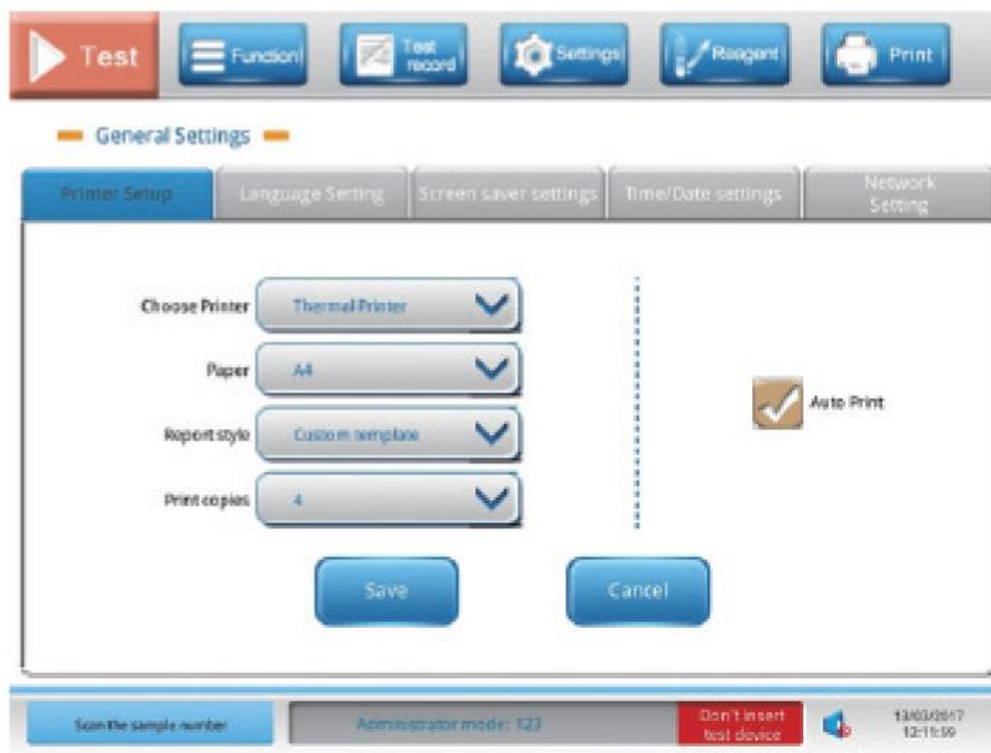 Test
Function
Test
record
Settings
Reagent
Print
General Settings
Printer Setup
Language Setting
Screen saver settings
Time/Date settings
Network
Setting
Choose Printer
Thermal Printer
Paper
A4
Report style
Custom template
Print copies
4
Auto Print
Save
Cancel
Scan the sample number
Administrator mode: 123
Don't insert
test device
13/03/2017
12:11:59